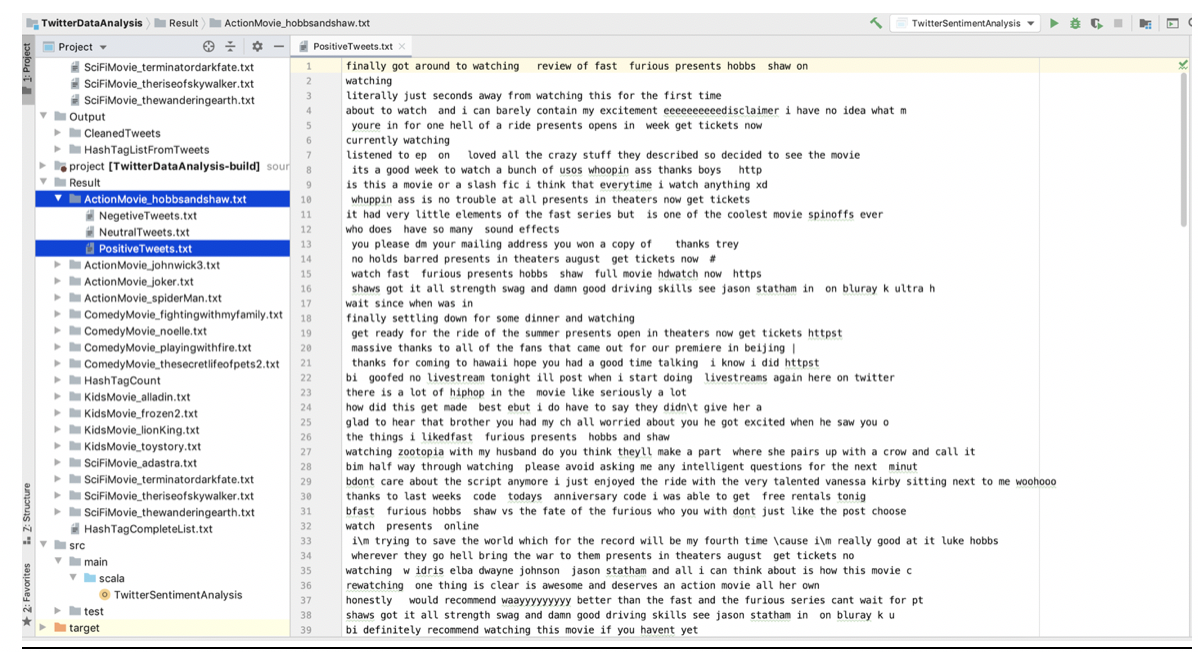 TwitterDataAnalysis Result ActionMovie_hobbsandshaw.txt TwitterSentimentAnalysis
1: Project
Project
SciFiMovie_terminatordarkfate.txt
SciFiMovie_theriseofskywalker.txt
SciFiMovie_thewanderingearth.txt
Output
CleanedTweets
HashTagListFromTweets
project [TwitterDataAnalysis-build] sour
Result
ActionMovie_hobbsandshaw.txt
NegetiveTweets.txt
NeutralTweets.txt
PositiveTweets.txt
ActionMovie_johnwick3.txt
ActionMovie_joker.txt
ActionMovie_spiderMan.txt
ComedyMovie_fightingwithmyfamily.txt
ComedyMovie_noelle.txt
ComedyMovie_playingwithfire.txt
ComedyMovie_thesecretlifeofpets2.txt
HashTagCount
KidsMovie_alladin.txt
KidsMovie_frozen2.txt
KidsMovie_lionKing.txt
KidsMovie_toystory.txt
SciFiMovie_adastra.txt
SciFiMovie_terminatordarkfate.txt
SciFiMovie_theriseofskywalker.txt
SciFiMovie_thewanderingearth.txt
HashTagCompleteList.txt
src
main
scala
TwitterSentimentAnalysis
test
target
7: Structure
2: Favorites
PositiveTweets.txt
1 finally got around to watching review of fast furious presents hobbs shaw on
2 watching
3 literally just seconds away from watching this for the first time
4 about to watch and i can barely contain my excitement eeeeeeeeeedisclaimer i have no idea what m
5 youre in for one hell of a ride presents opens in week get tickets now
6 currently watching
7 listened to ep on loved all the crazy stuff they described so decided to see the movie
8 its a good week to watch a bunch of usos whoopin ass thanks boys http
9 is this a movie or a slash fic i think that everytime i watch anything xd
10 whuppin ass is no trouble at all presents in theaters now get tickets
11 it had very little elements of the fast series but is one of the coolest movie spinoffs ever
12 who does have so many sound effects
13 you please dm your mailing address you won a copy of thanks trey
14 no holds barred presents in theaters august get tickets now #
15 watch fast furious presents hobbs shaw full movie hdwatch now https
16 shaws got it all strength swag and damn good driving skills see jason statham in on bluray k ultra h
17 wait since when was in
18 finally settling down for some dinner and watching
19 get ready for the ride of the summer presents open in theaters now get tickets httpst
20 massive thanks to all of the fans that came out for our premiere in beijing |
21 thanks for coming to hawaii hope you had a good time talking i know i did httpst
22 bi goofed no livestream tonight ill post when i start doing livestreams again here on twitter
23 there is a lot of hiphop in the movie like seriously a lot
24 how did this get made best ebut i do have to say they didn\t give her a
25 glad to hear that brother you had my ch all worried about you he got excited when he saw you o
26 the things i likedfast furious presents hobbs and shaw
27 watching zootopia with my husband do you think theyll make a part where she pairs up with a crow and call it
28 bim half way through watching please avoid asking me any intelligent questions for the next minut
29 bdont care about the script anymore i just enjoyed the ride with the very talented vanessa kirby sitting next to me woohooo
30 thanks to last weeks code todays anniversary code i was able to get free rentals tonig
31 bfast furious hobbs shaw vs the fate of the furious who you with dont just like the post choose
32 watch presents online
33 i\m trying to save the world which for the record will be my fourth time \cause i\m really good at it luke hobbs
34 wherever they go hell bring the war to them presents in theaters august get tickets no
35 watching w idris elba dwayne johnson jason statham and all i can think about is how this movie c
36 rewatching one thing is clear is awesome and deserves an action movie all her own
37 honestly would recommend waayyyyyyyyy better than the fast and the furious series cant wait for pt
38 shaws got it all strength swag and damn good driving skills see jason statham in on bluray k u
39 bi definitely recommend watching this movie if you havent yet